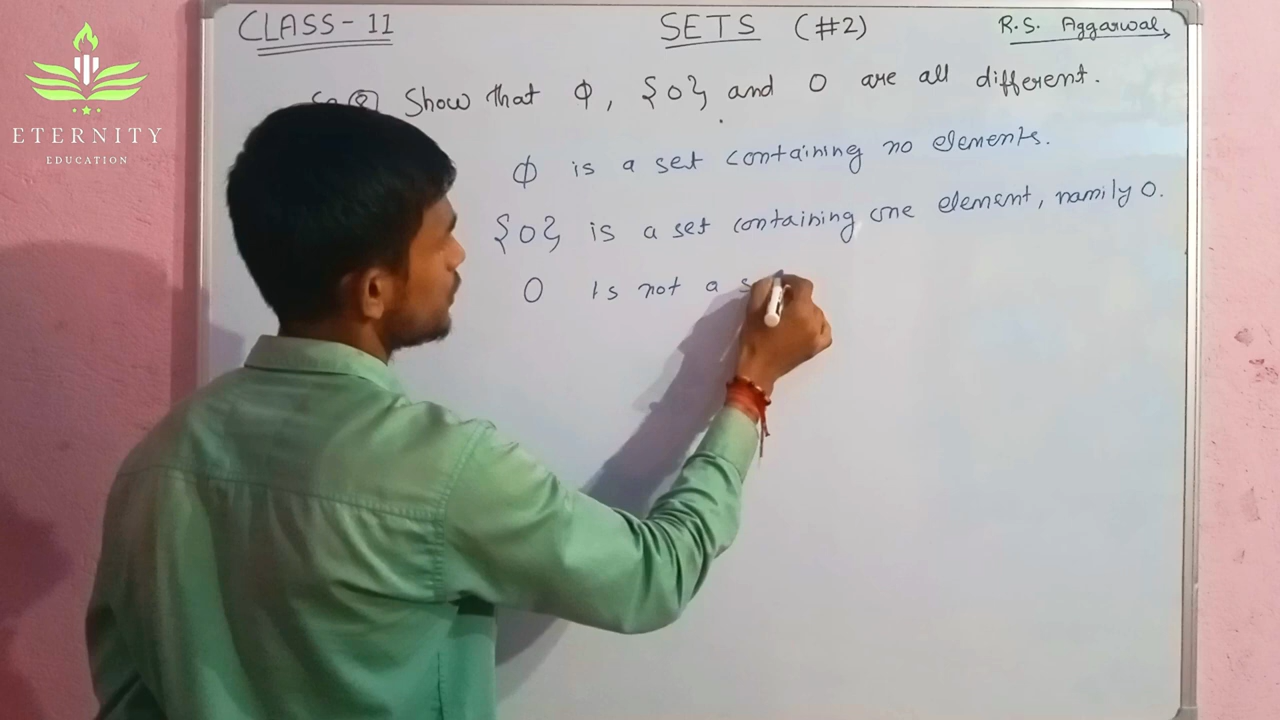 ETERNITY
EDUCATION
CLASS-11
SETS (#2)
R.S. Aggarwal
Show that φ, {0} and 0 are all different.
φ is a set containing no elements.
{0} is a set containing one element, namily 0.
0 is not a s